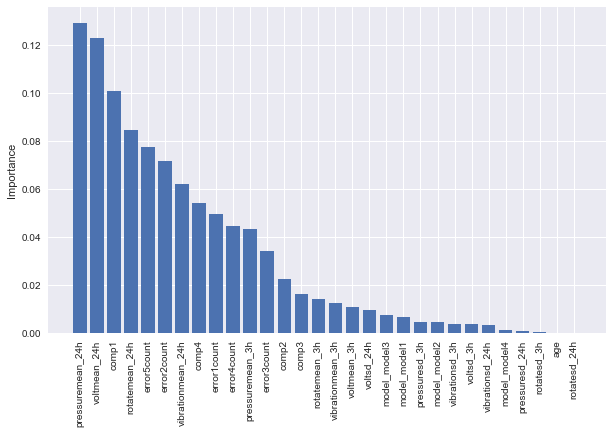 Importance
0.12
0.10
0.08
0.06
0.04
0.02
0.00
pressuremean_24h
voltmean_24h
comp1
rotatemean_24h
error5count
error2count
vibrationmean_24h
comp4
error1count
error4count
pressuremean_3h
error3count
comp2
comp3
rotatemean_3h
vibrationmean_3h
voltmean_3h
voltsd_24h
model_model3
model_model1
pressuresd_3h
model_model2
vibrationsd_3h
voltsd_3h
vibrationsd_24h
model_model4
pressuresd_24h
rotatesd_3h
age
rotatesd_24h